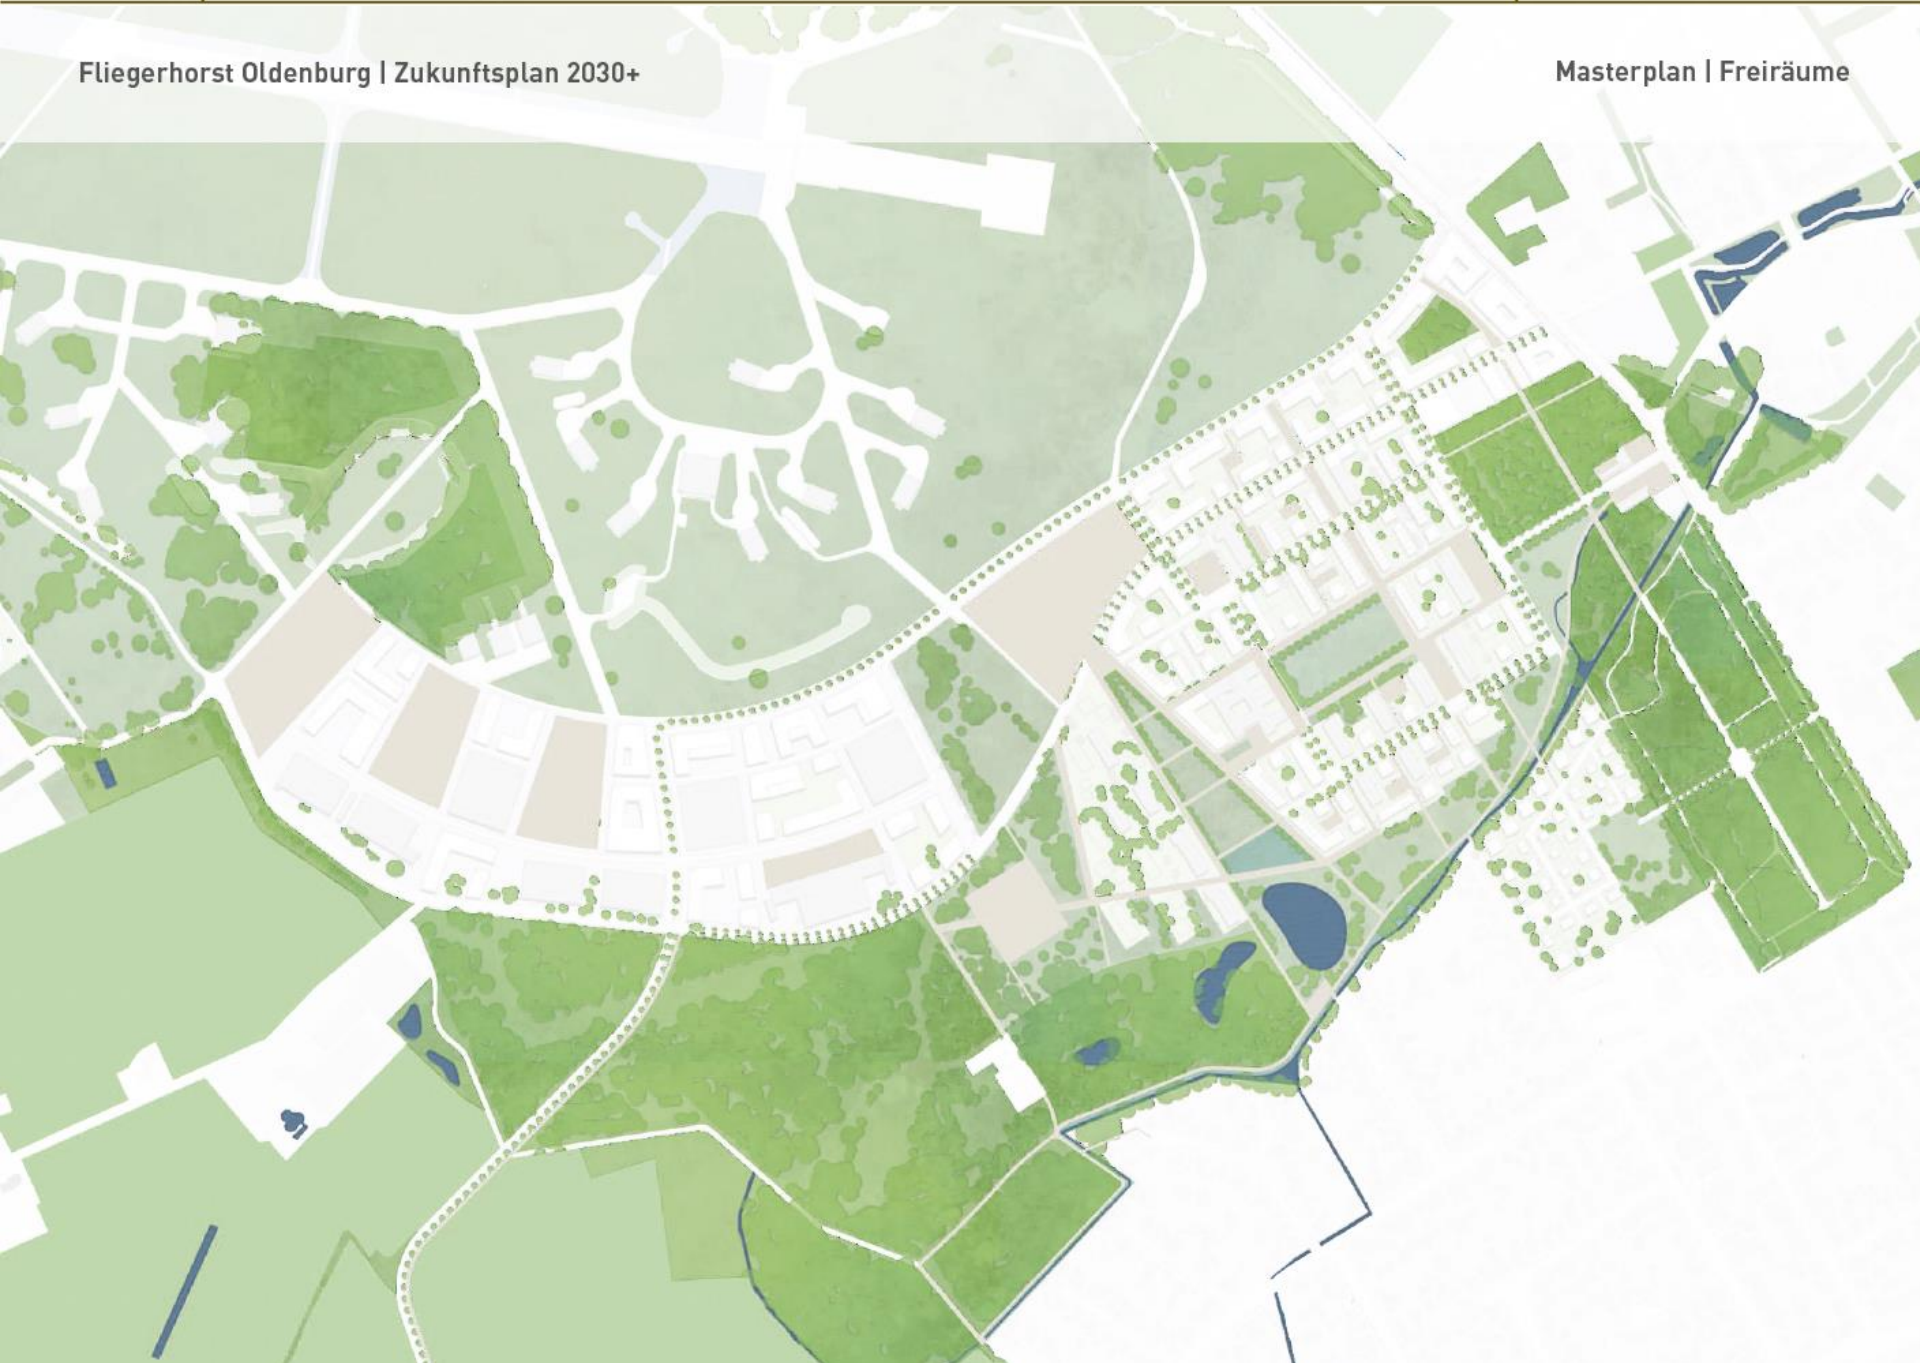 Fliegerhorst Oldenburg | Zukunftsplan 2030+
Masterplan | Freiräume